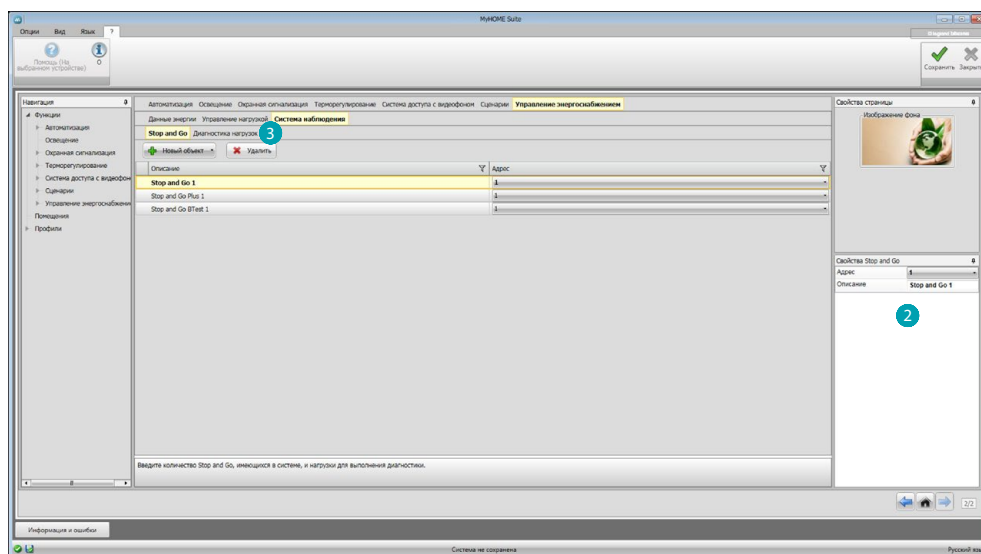 MyHOME Suite
Опции Вид Язык ?
Помощь (На выбранном устройстве)
О
Сохранить Закрыть
Навигация
Функции
Автоматизация
Освещение
Охранная сигнализация
Терморегулирование
Система доступа с видеофон
Сценарии
Управление энергоснабжени
Помещения
Профили
Автоматизация Освещение Охранная сигнализация Терморегулирование Система доступа с видеофоном Сценарии Управление энергоснабжением
Данные энергии Управление нагрузкой Система наблюдения
Stop and Go Диагностика нагрузок 3
Новый объект Удалить
Описание Адрес
Stop and Go 1 1
Stop and Go Plus 1 1
Stop and Go BTest 1 1
Введите количество Stop and Go, имеющихся в системе, и нагрузки для выполнения диагностики.
Свойства страницы
Изображение фона
Свойства Stop and Go
Адрес 1
Описание Stop and Go 1
2
2/2
Информация и ошибки
Система не сохранена
Русский язы